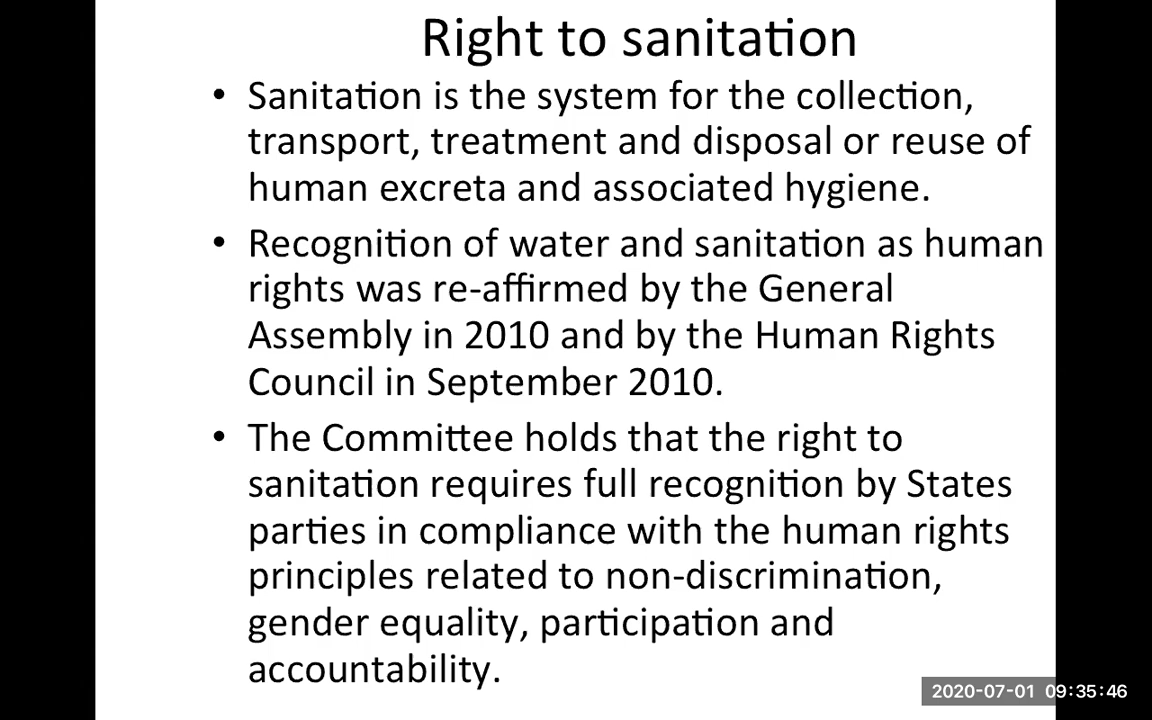 Right to sanitation
• Sanitation is the system for the collection,
transport, treatment and disposal or reuse of
human excreta and associated hygiene.
• Recognition of water and sanitation as human
rights was re-affirmed by the General
Assembly in 2010 and by the Human Rights
Council in September 2010.
• The Committee holds that the right to
sanitation requires full recognition by States
parties in compliance with the human rights
principles related to non-discrimination,
gender equality, participation and
accountability.
2020-07-01 09:35:46